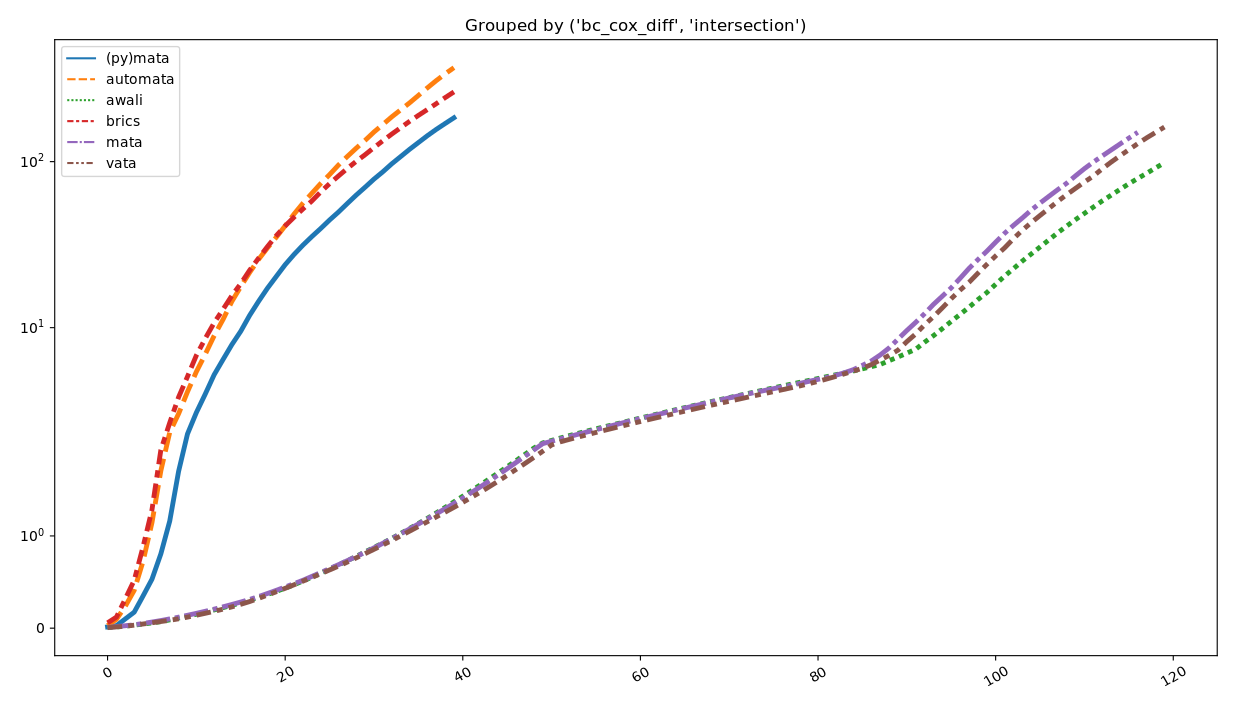 Grouped by ('bc_cox_diff', 'intersection')
(py)mata
automata
awali
brics
mata
vata
10²
10¹
10⁰
0
0 20 40 60 80 100 120